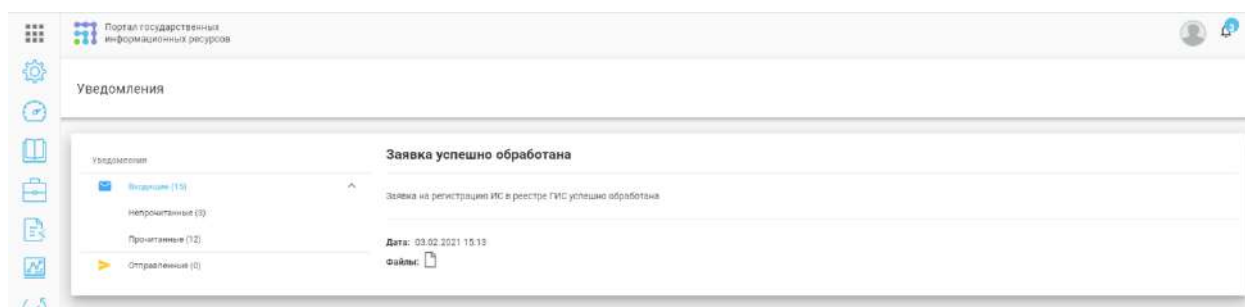 Портал государственных
информационных ресурсов
3
Уведомления
Уведомления
Входящие (15)
Непрочитанные (3)
Прочитанные (12)
Отправленные (0)
Заявка успешно обработана
Заявка на регистрацию ИС в реестре ГИС успешно обработана
Дата: 03.02.2021 15:13
Файлы: